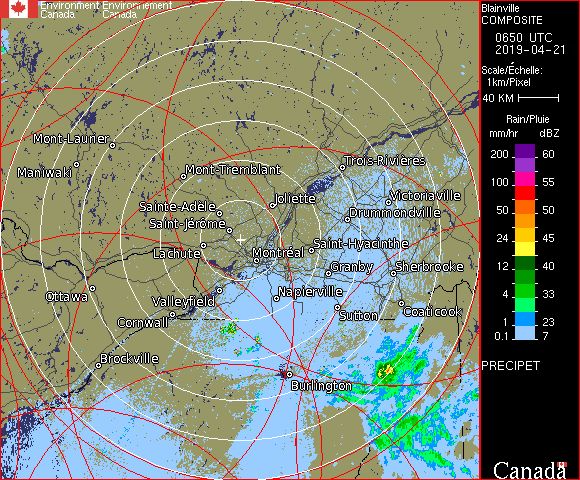 Environment Environnement
Canada Canada
Blainville
COMPOSITE
0650 UTC
2019-04-21
Scale/Échelle:
1km/Pixel
40 KM
Rain/Pluie
mm/hr dBZ
200 60
100 55
50 50
24 45
12 40
4 33
1 23
0.1 7
PRECIPET
Mont-Laurier
Maniwaki
Mont-Tremblant
Trois-Rivières
Sainte-Adèle
Joliette
Victoriaville
Saint-Jérôme
Drummondville
Lachute
Montréal
Saint-Hyacinthe
Granby
Sherbrooke
Ottawa
Valleyfield
Napierville
Cornwall
Sutton
Coaticook
Brockville
Burlington
Canada